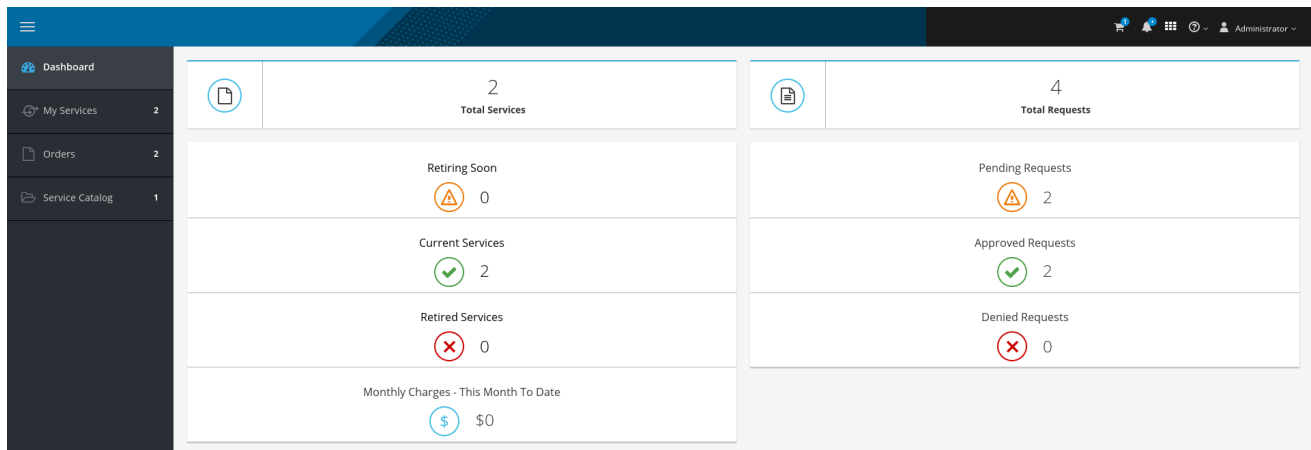 1
Administrator
Dashboard
My Services 2
Orders 2
Service Catalog 1
2
Total Services
Retiring Soon
0
Current Services
2
Retired Services
0
Monthly Charges - This Month To Date
$ $0
4
Total Requests
Pending Requests
2
Approved Requests
2
Denied Requests
0